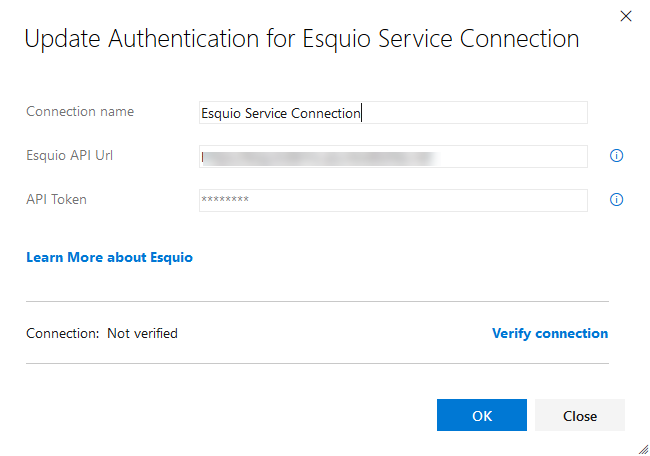 Update Authentication for Esquio Service Connection
Connection name
Esquio Service Connection
Esquio API Url
API Token
********
Learn More about Esquio
Connection: Not verified
Verify connection
OK
Close